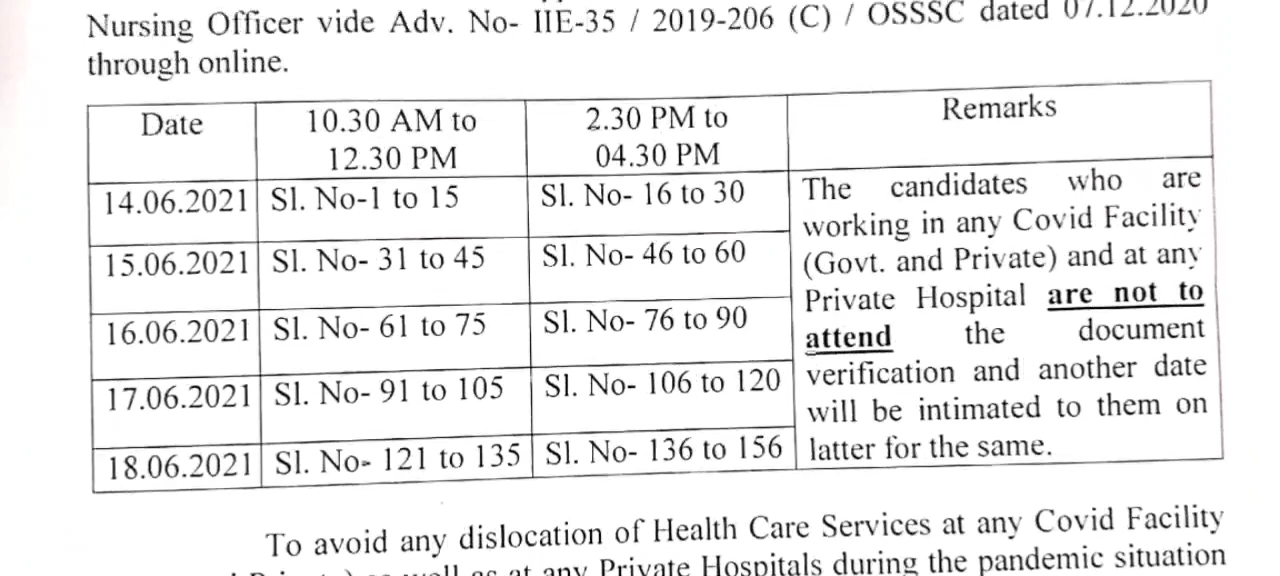 Nursing Officer vide Adv. No- IIE-35 / 2019-206 (C) / OSSSC dated 07.12.2020
through online.
Date
10.30 AM to
12.30 PM
2.30 PM to
04.30 PM
Remarks
14.06.2021
Sl. No-1 to 15
Sl. No- 16 to 30
15.06.2021
Sl. No- 31 to 45
Sl. No- 46 to 60
16.06.2021
Sl. No- 61 to 75
Sl. No- 76 to 90
17.06.2021
Sl. No- 91 to 105
Sl. No- 106 to 120
18.06.2021
Sl. No- 121 to 135
Sl. No- 136 to 156
The candidates who are
working in any Covid Facility
(Govt. and Private) and at any
Private Hospital are not to
attend the document
verification and another date
will be intimated to them on
latter for the same.
To avoid any dislocation of Health Care Services at any Covid Facility
as well as at any Private Hospitals during the pandemic situation